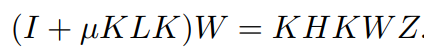 (I + μKLK)W = KHKWZ.